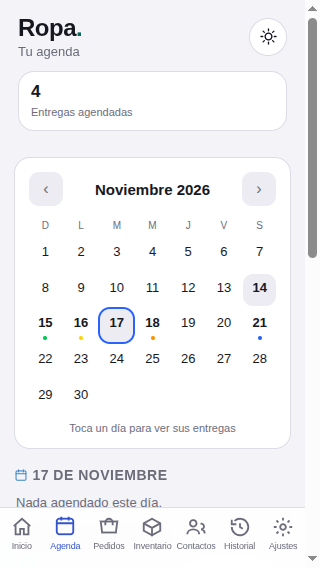 Ropa.
Tu agenda
4
Entregas agendadas
‹ Noviembre 2026 ›
D L M M J V S
1 2 3 4 5 6 7
8 9 10 11 12 13 14
15 16 17 18 19 20 21
22 23 24 25 26 27 28
29 30
Toca un día para ver sus entregas
17 DE NOVIEMBRE
Nada agendado este día.
Inicio Agenda Pedidos Inventario Contactos Historial Ajustes